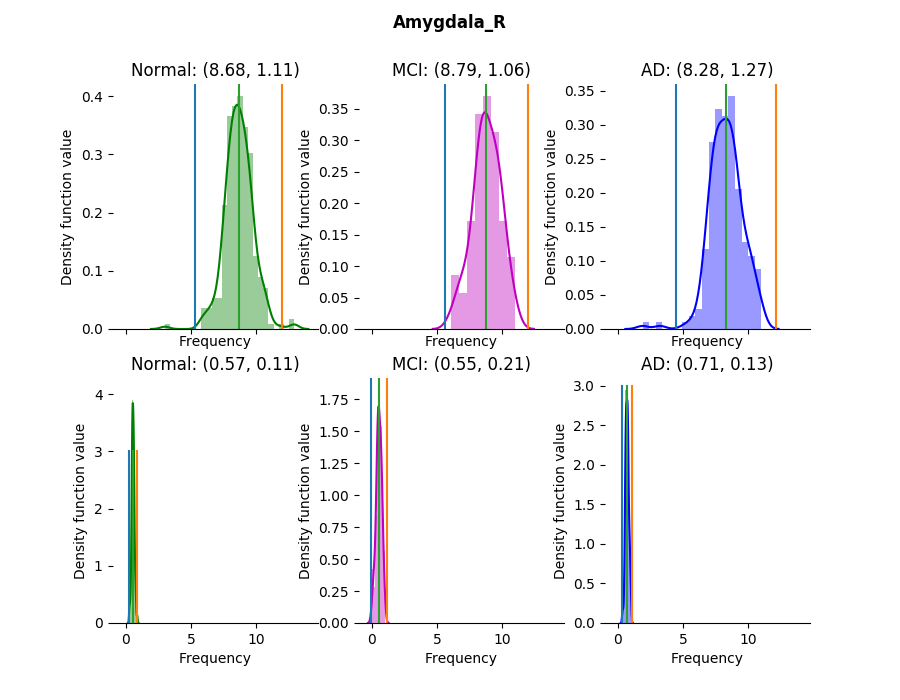 Amygdala_R
Normal: (8.68, 1.11)
MCI: (8.79, 1.06)
AD: (8.28, 1.27)
Density function value
0.4
0.3
0.2
0.1
0.0
Frequency
Density function value
0.35
0.30
0.25
0.20
0.15
0.10
0.05
0.00
Frequency
Density function value
0.35
0.30
0.25
0.20
0.15
0.10
0.05
0.00
Frequency
Normal: (0.57, 0.11)
MCI: (0.55, 0.21)
AD: (0.71, 0.13)
Density function value
4
3
2
1
0
0 5 10
Frequency
Density function value
1.75
1.50
1.25
1.00
0.75
0.50
0.25
0.00
0 5 10
Frequency
Density function value
3.0
2.5
2.0
1.5
1.0
0.5
0.0
0 5 10
Frequency